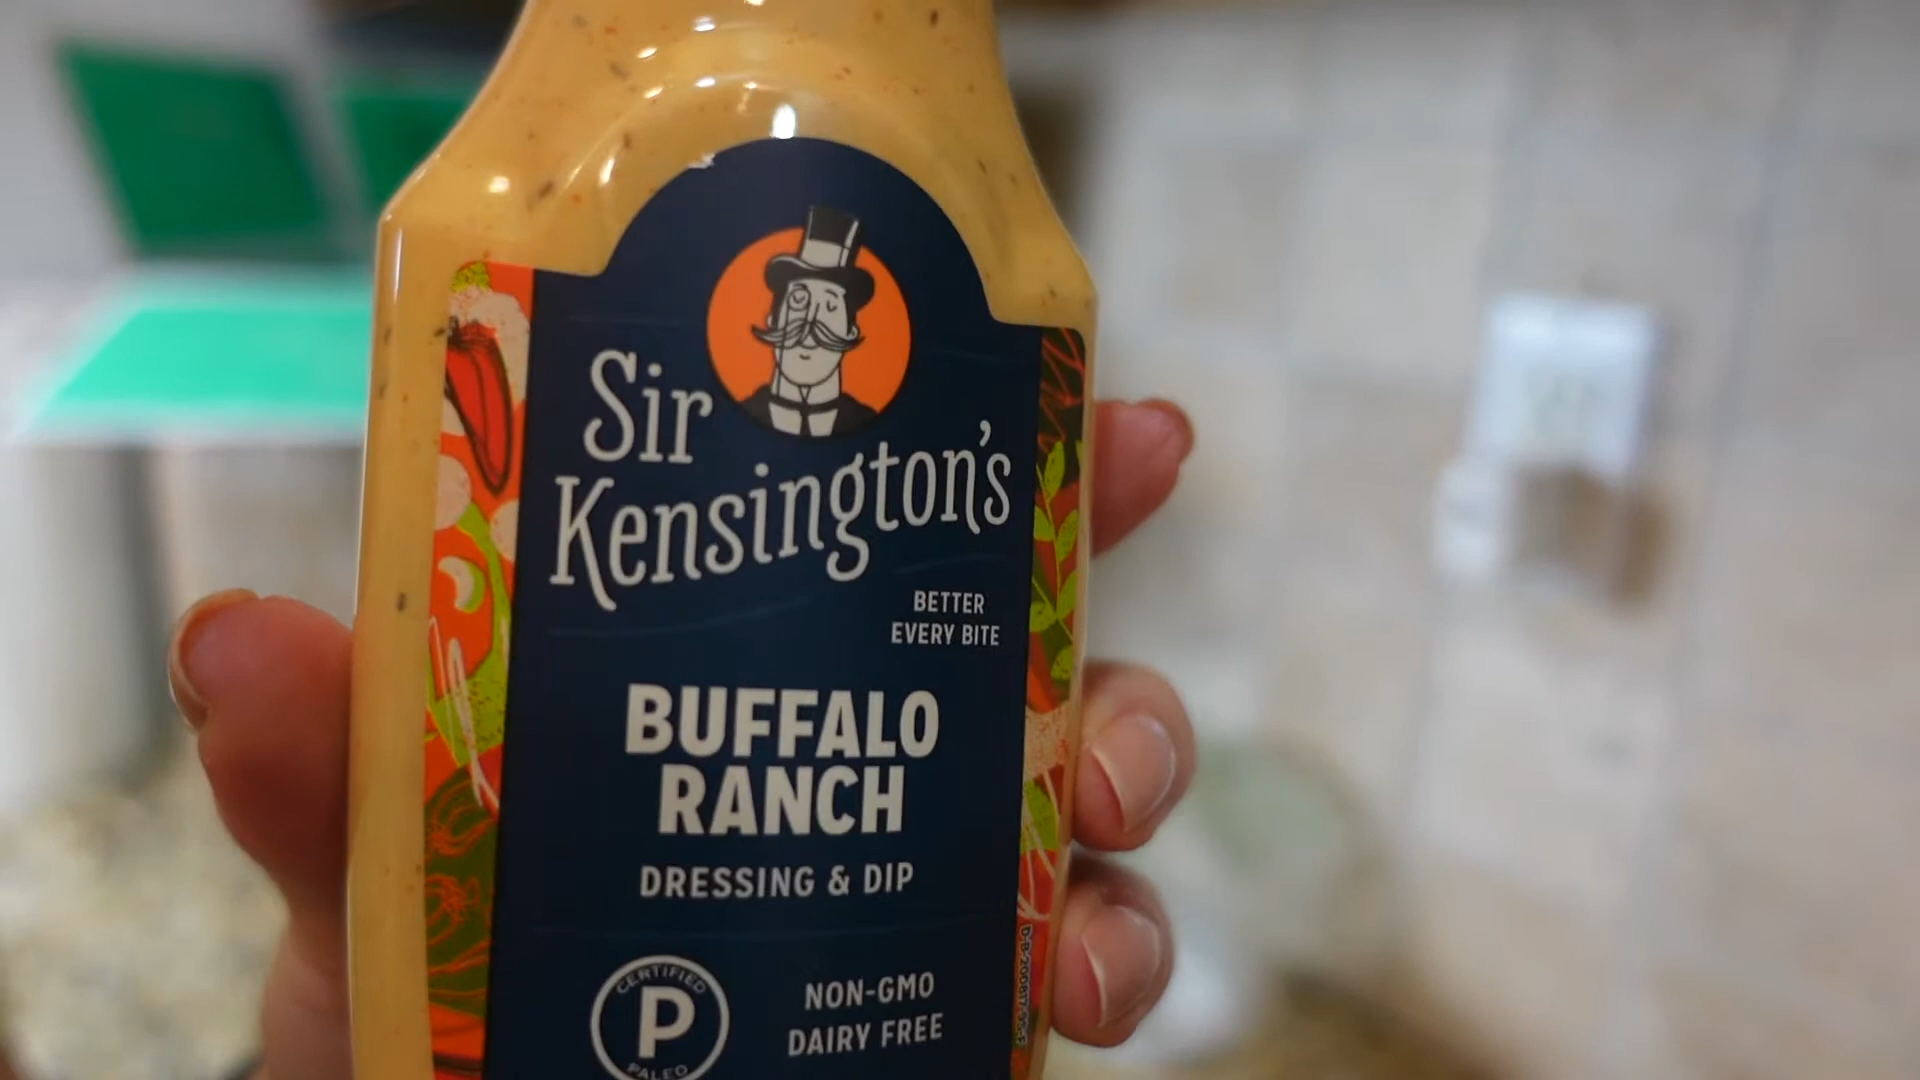 Sir
Kensington's
BETTER
EVERY BITE
BUFFALO
RANCH
DRESSING & DIP
CERTIFIED
P
PALEO
NON-GMO
DAIRY FREE